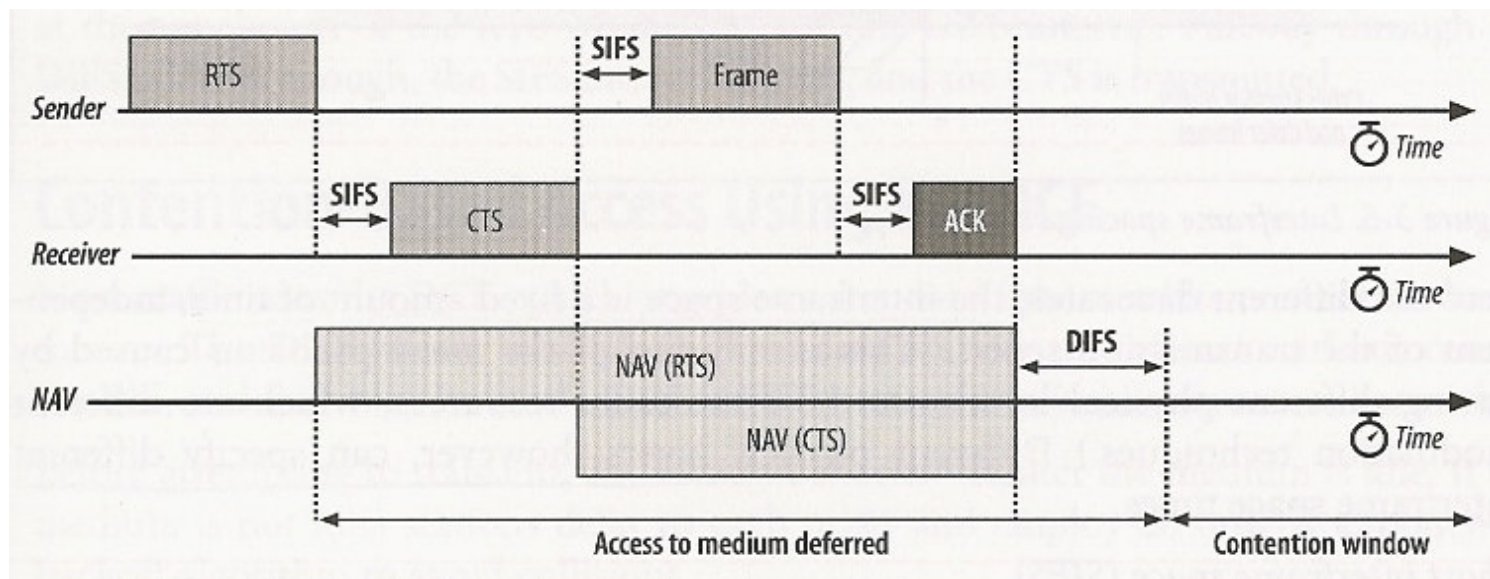 RTS
SIFS
Frame
Sender
Time
SIFS
CTS
SIFS
ACK
Receiver
Time
NAV (RTS)
DIFS
NAV
NAV (CTS)
Time
Access to medium deferred
Contention window